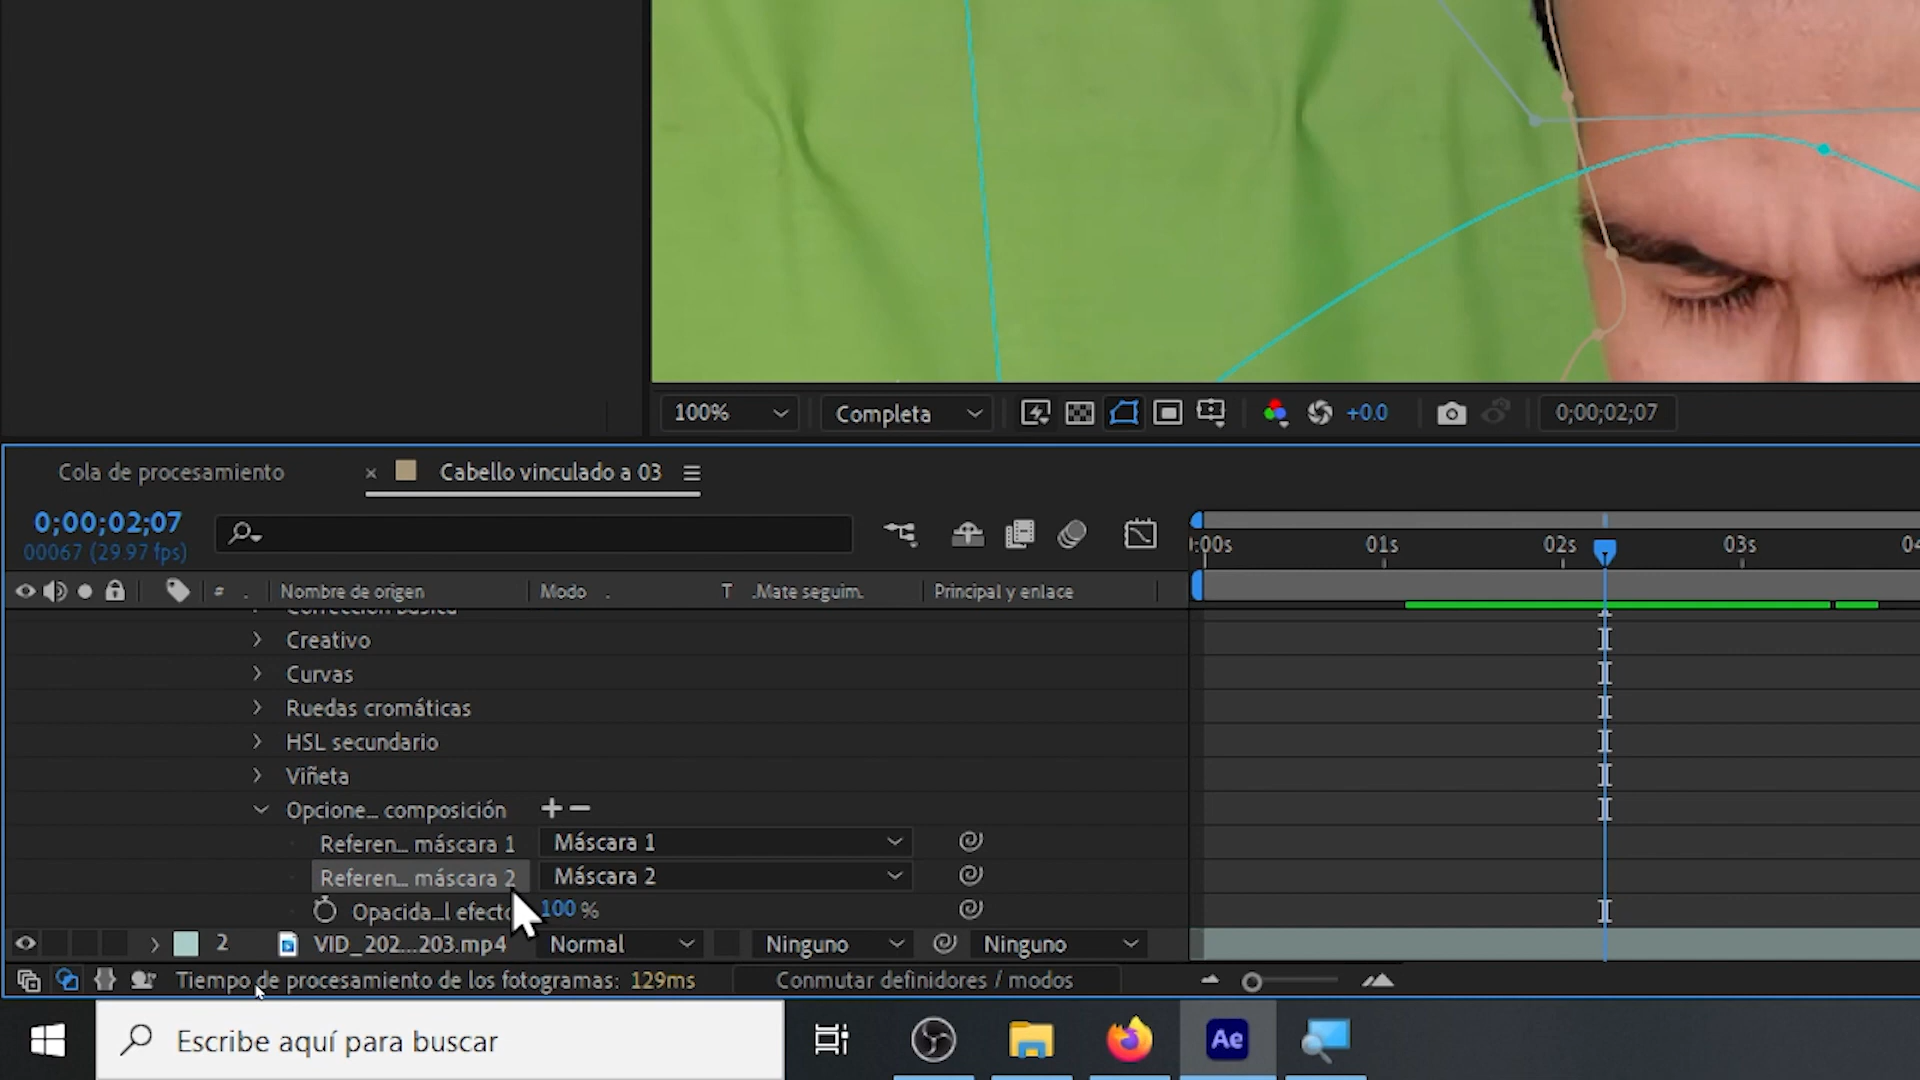 100%
Completa
+0.0
0;00;02;07
Cola de procesamiento
× Cabello vinculado a 03
0;00;02;07
00067 (29.97 fps)
:00s 01s 02s 03s 04
# . Nombre de origen Modo . T .Mate seguim. Principal y enlace
Corrección básica
Creativo
Curvas
Ruedas cromáticas
HSL secundario
Viñeta
Opcione... composición + −
Referen... máscara 1 Máscara 1
Referen... máscara 2 Máscara 2
Opacida...l efecto 100 %
2 VID_202...203.mp4 Normal Ninguno Ninguno
Tiempo de procesamiento de los fotogramas: 129ms Conmutar definidores / modos
Escribe aquí para buscar
Ae